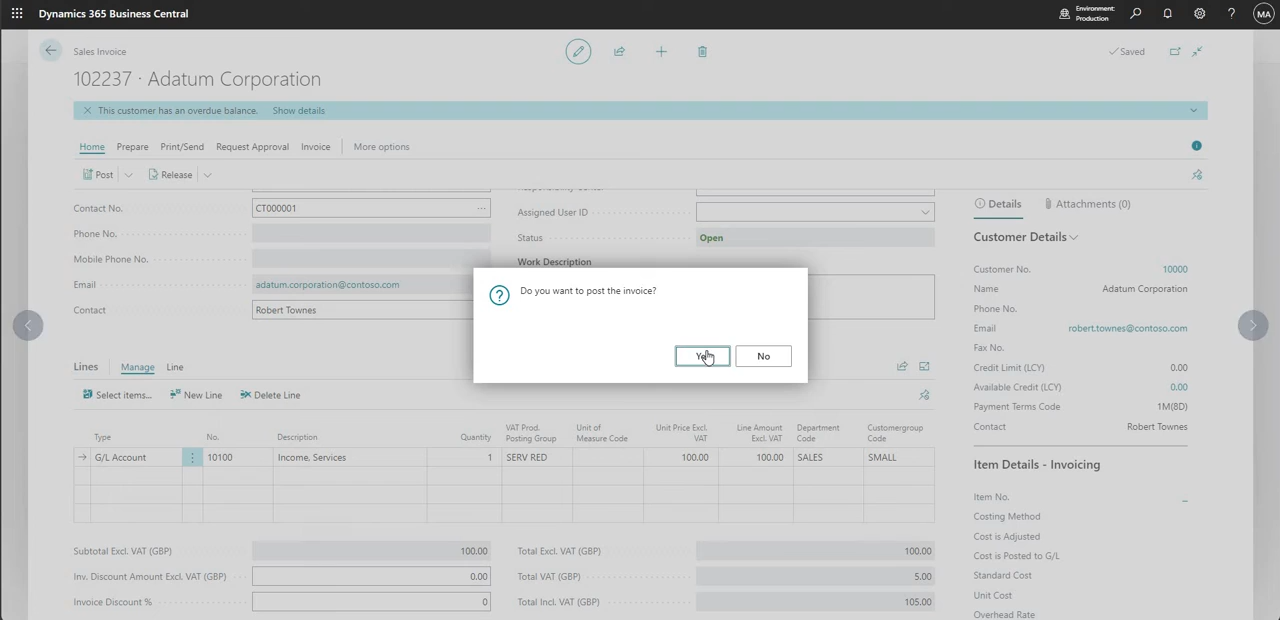 Dynamics 365 Business Central
Environment:
Production
?
MA
Sales Invoice
Saved
102237 · Adatum Corporation
This customer has an overdue balance. Show details
Home Prepare Print/Send Request Approval Invoice More options
Post Release
Contact No. CT000001 ...
Phone No.
Mobile Phone No.
Email adatum.corporation@contoso.com
Contact Robert Townes
Assigned User ID
Status Open
Work Description
Details Attachments (0)
Customer Details
Customer No. 10000
Name Adatum Corporation
Phone No.
Email robert.townes@contoso.com
Fax No.
Credit Limit (LCY) 0.00
Available Credit (LCY) 0.00
Payment Terms Code 1M(8D)
Contact Robert Townes
Item Details - Invoicing
Item No. _
Costing Method
Cost is Adjusted
Cost is Posted to G/L
Standard Cost
Unit Cost
Overhead Rate
? Do you want to post the invoice?
No
Lines Manage Line
Select items... New Line Delete Line
Type No. Description Quantity VAT Prod. Posting Group Unit of Measure Code Unit Price Excl. VAT Line Amount Excl. VAT Department Code Customergroup Code
G/L Account 10100 Income, Services 1 SERV RED 100.00 100.00 SALES SMALL
Subtotal Excl. VAT (GBP) 100.00 Total Excl. VAT (GBP) 100.00
Inv. Discount Amount Excl. VAT (GBP) 0.00 Total VAT (GBP) 5.00
Invoice Discount % 0 Total Incl. VAT (GBP) 105.00